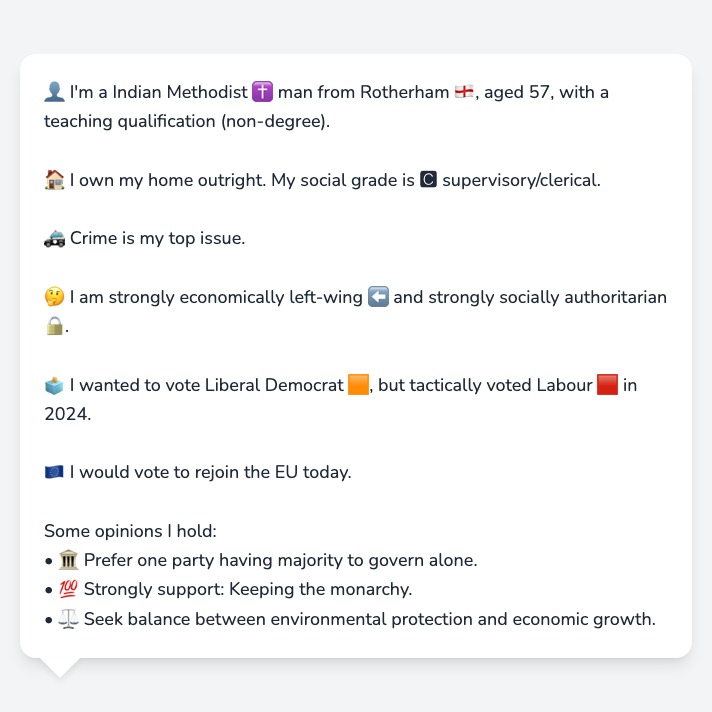 👤 I'm a Indian Methodist ✝️ man from Rotherham 🏴󠁧󠁢󠁥󠁮󠁧󠁿, aged 57, with a
teaching qualification (non-degree).
🏠 I own my home outright. My social grade is 🅲 supervisory/clerical.
🚓 Crime is my top issue.
🤔 I am strongly economically left-wing ⬅️ and strongly socially authoritarian
🔒.
🗳️ I wanted to vote Liberal Democrat 🟧, but tactically voted Labour 🟥 in
2024.
🇪🇺 I would vote to rejoin the EU today.
Some opinions I hold:
• 🏛️ Prefer one party having majority to govern alone.
• 💯 Strongly support: Keeping the monarchy.
• ⚖️ Seek balance between environmental protection and economic growth.